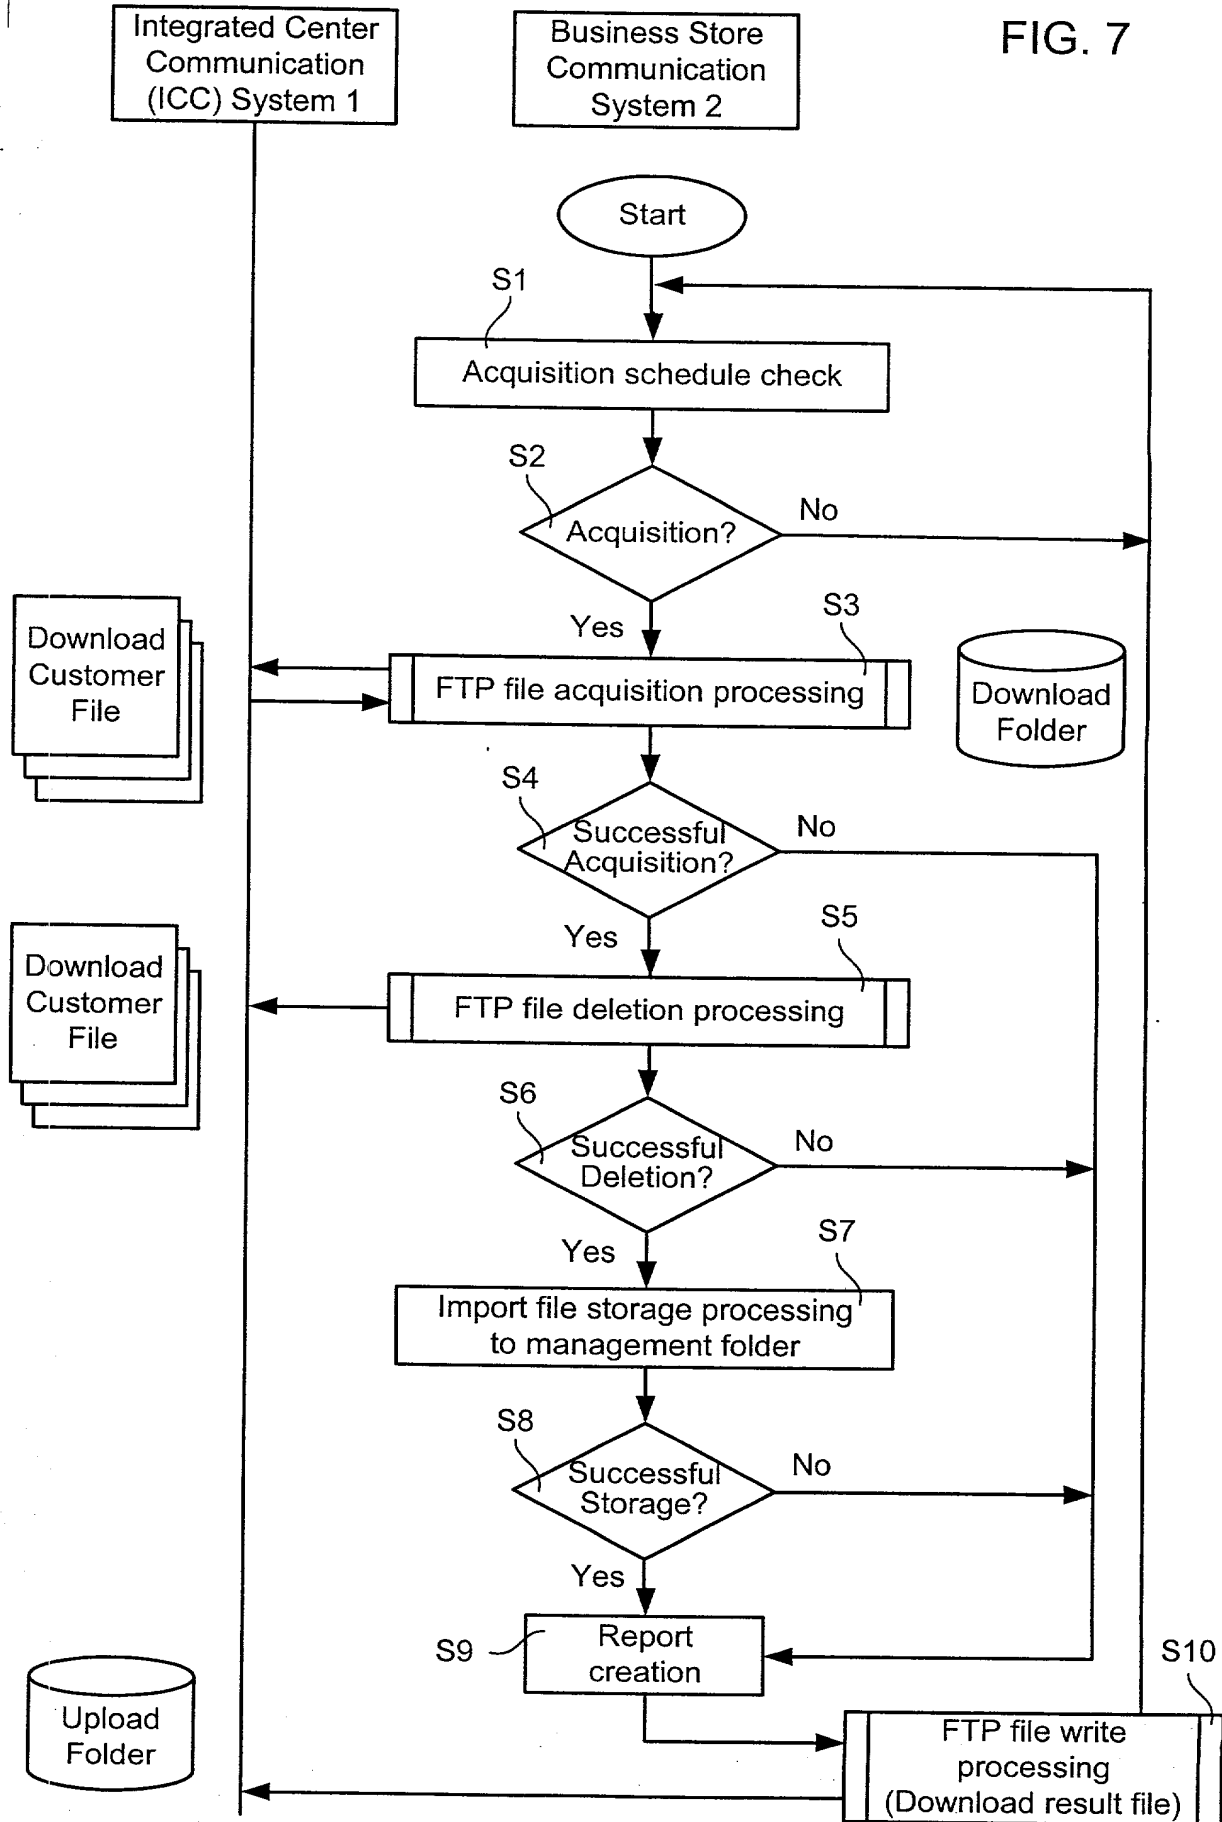 Integrated Center
Communication
(ICC) System 1
Business Store
Communication
System 2
FIG. 7
Start
S1
Acquisition schedule check
S2
Acquisition?
No
Yes
S3
Download
Customer
File
FTP file acquisition processing
Download
Folder
S4
Successful
Acquisition?
No
Yes
S5
Download
Customer
File
FTP file deletion processing
S6
Successful
Deletion?
No
Yes
S7
Import file storage processing
to management folder
S8
Successful
Storage?
No
Yes
S9
Report
creation
S10
Upload
Folder
FTP file write
processing
(Download result file)